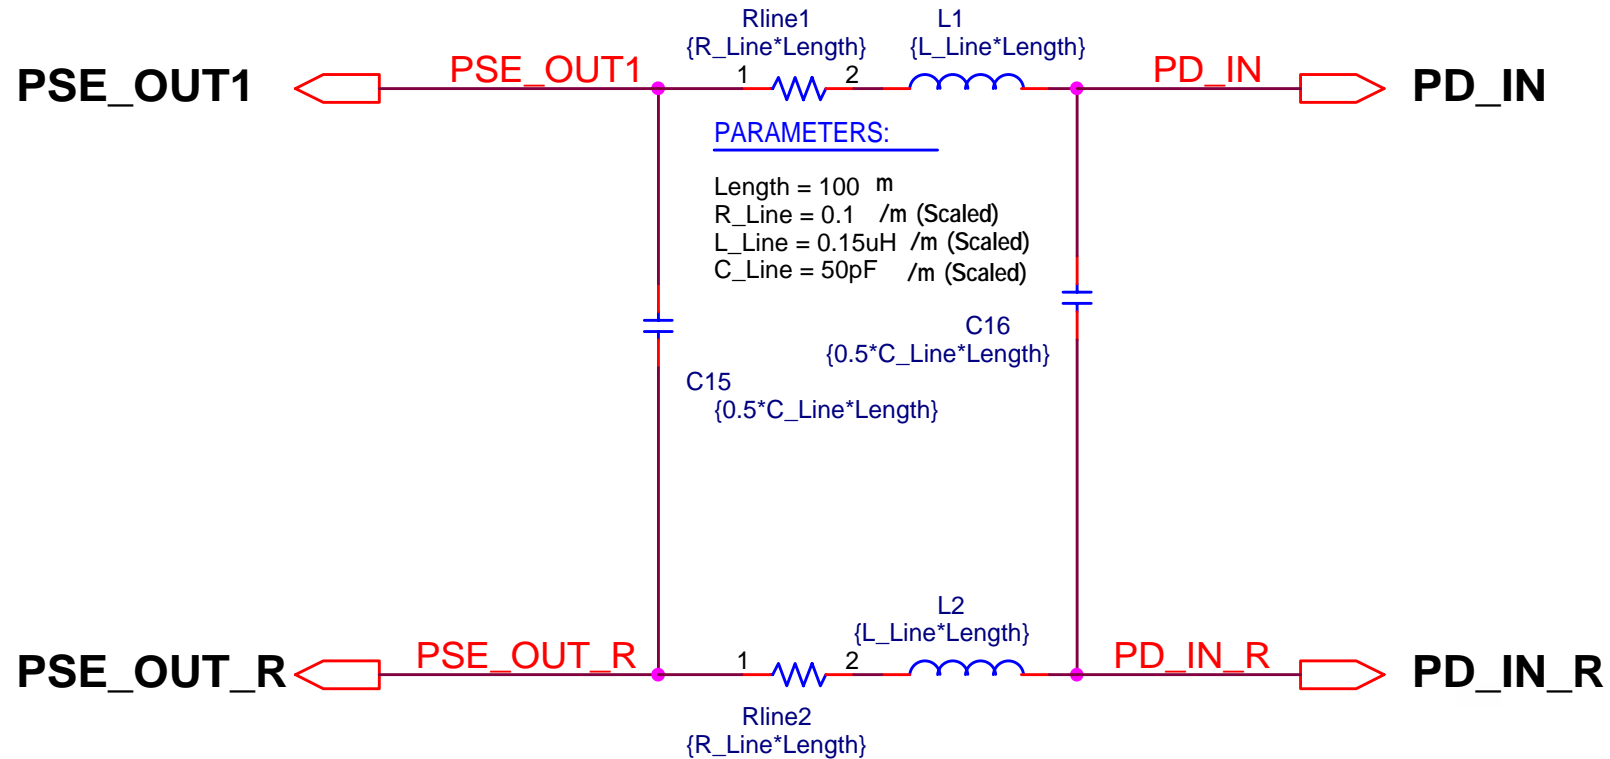 Rline1
{R_Line*Length}
L1
{L_Line*Length}
PSE_OUT1
PSE_OUT1
1
2
PD_IN
PD_IN
PARAMETERS:
Length = 100 m
R_Line = 0.1 /m (Scaled)
L_Line = 0.15uH /m (Scaled)
C_Line = 50pF /m (Scaled)
C16
{0.5*C_Line*Length}
C15
{0.5*C_Line*Length}
L2
{L_Line*Length}
PSE_OUT_R
PSE_OUT_R
1
2
PD_IN_R
PD_IN_R
Rline2
{R_Line*Length}